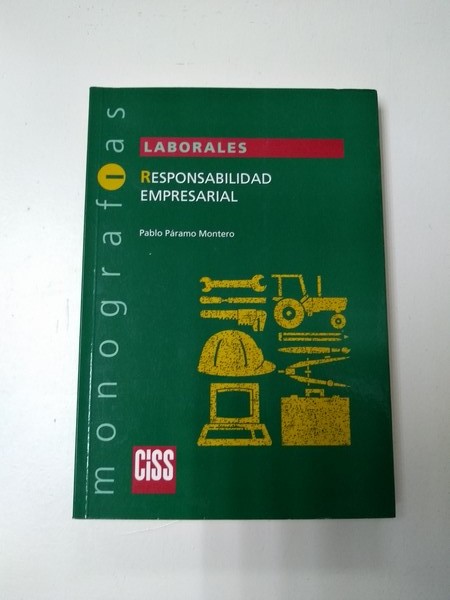 monografías
LABORALES
RESPONSABILIDAD
EMPRESARIAL
Pablo Páramo Montero
CISS